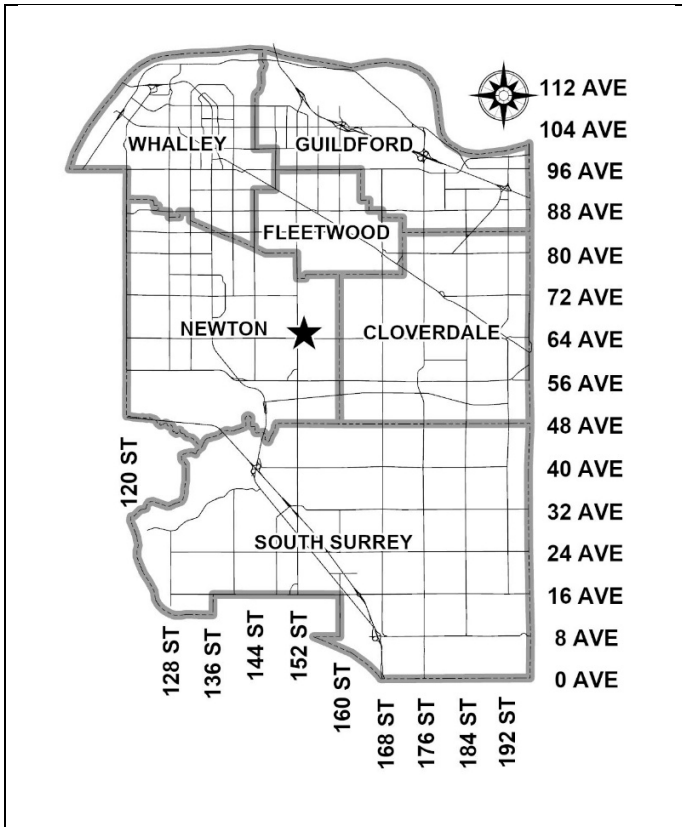 112 AVE
104 AVE
WHALLEY
GUILDFORD
96 AVE
88 AVE
FLEETWOOD
80 AVE
72 AVE
NEWTON
CLOVERDALE
64 AVE
56 AVE
48 AVE
120 ST
40 AVE
32 AVE
SOUTH SURREY
24 AVE
16 AVE
8 AVE
0 AVE
128 ST
136 ST
144 ST
152 ST
160 ST
168 ST
176 ST
184 ST
192 ST